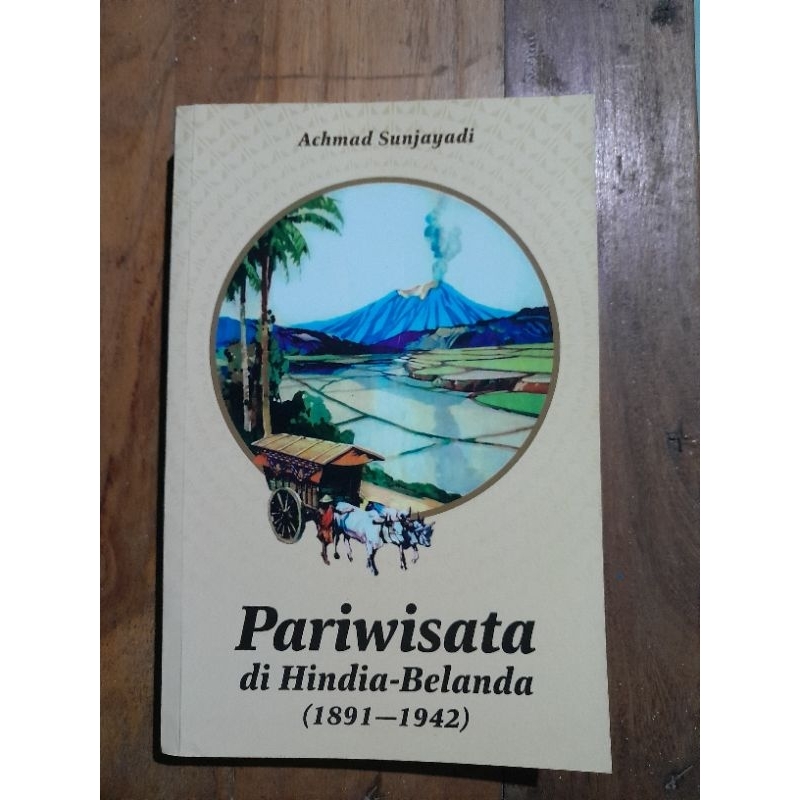 Achmad Sunjayadi
Pariwisata
di Hindia-Belanda
(1891—1942)